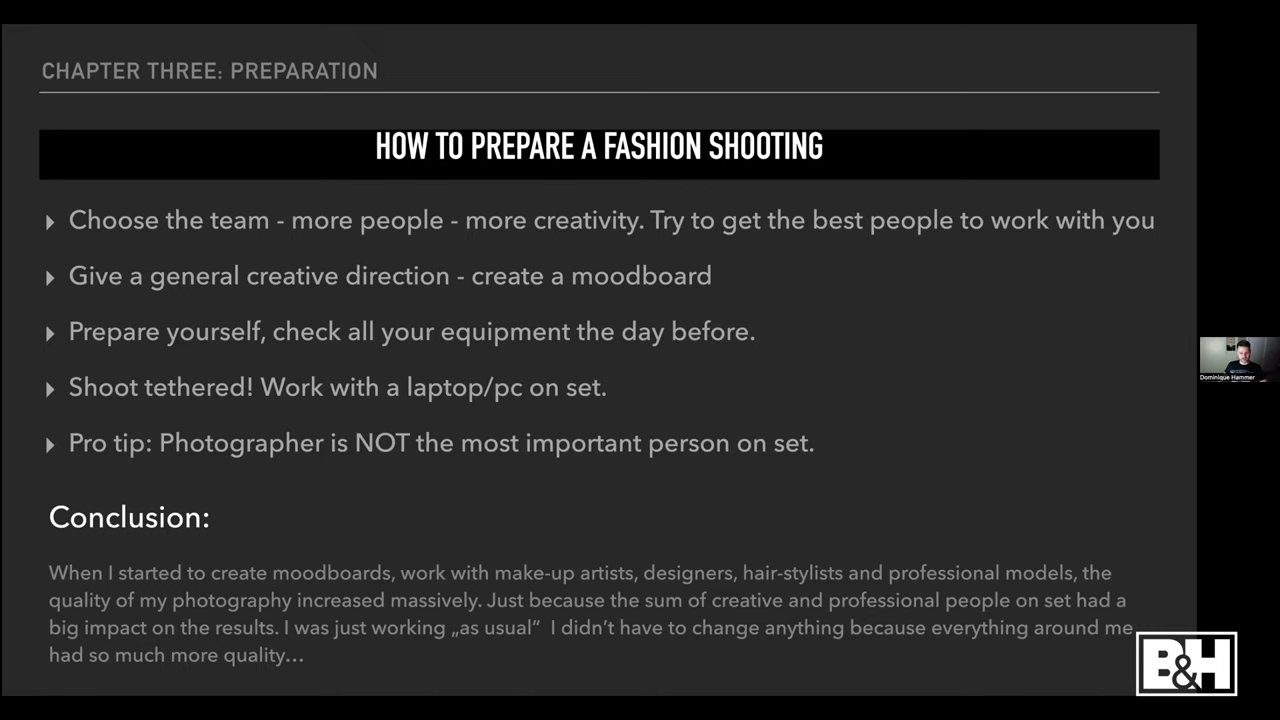 CHAPTER THREE: PREPARATION
HOW TO PREPARE A FASHION SHOOTING
Choose the team - more people - more creativity. Try to get the best people to work with you
Give a general creative direction - create a moodboard
Prepare yourself, check all your equipment the day before.
Shoot tethered! Work with a laptop/pc on set.
Pro tip: Photographer is NOT the most important person on set.
Conclusion:
When I started to create moodboards, work with make-up artists, designers, hair-stylists and professional models, the
quality of my photography increased massively. Just because the sum of creative and professional people on set had a
big impact on the results. I was just working „as usual“ I didn’t have to change anything because everything around me
had so much more quality…
Dominique Hammer
B&H